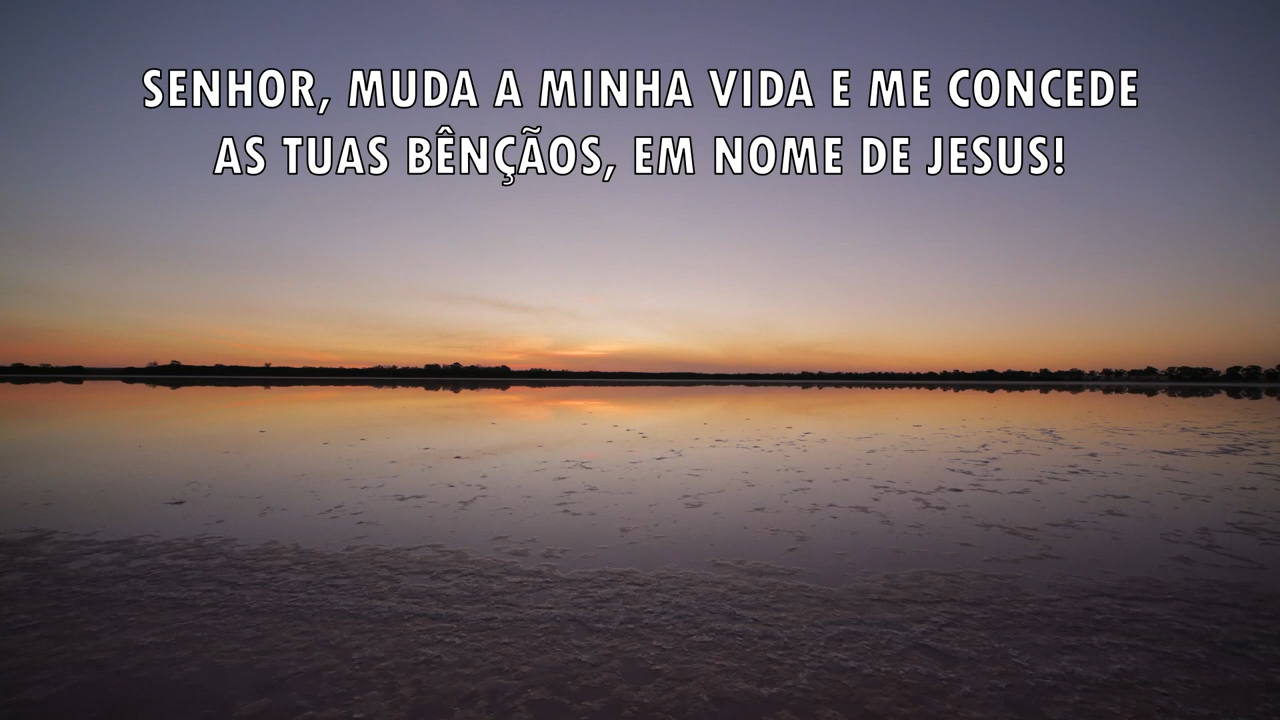 SENHOR, MUDA A MINHA VIDA E ME CONCEDE
AS TUAS BÊNÇÃOS, EM NOME DE JESUS!